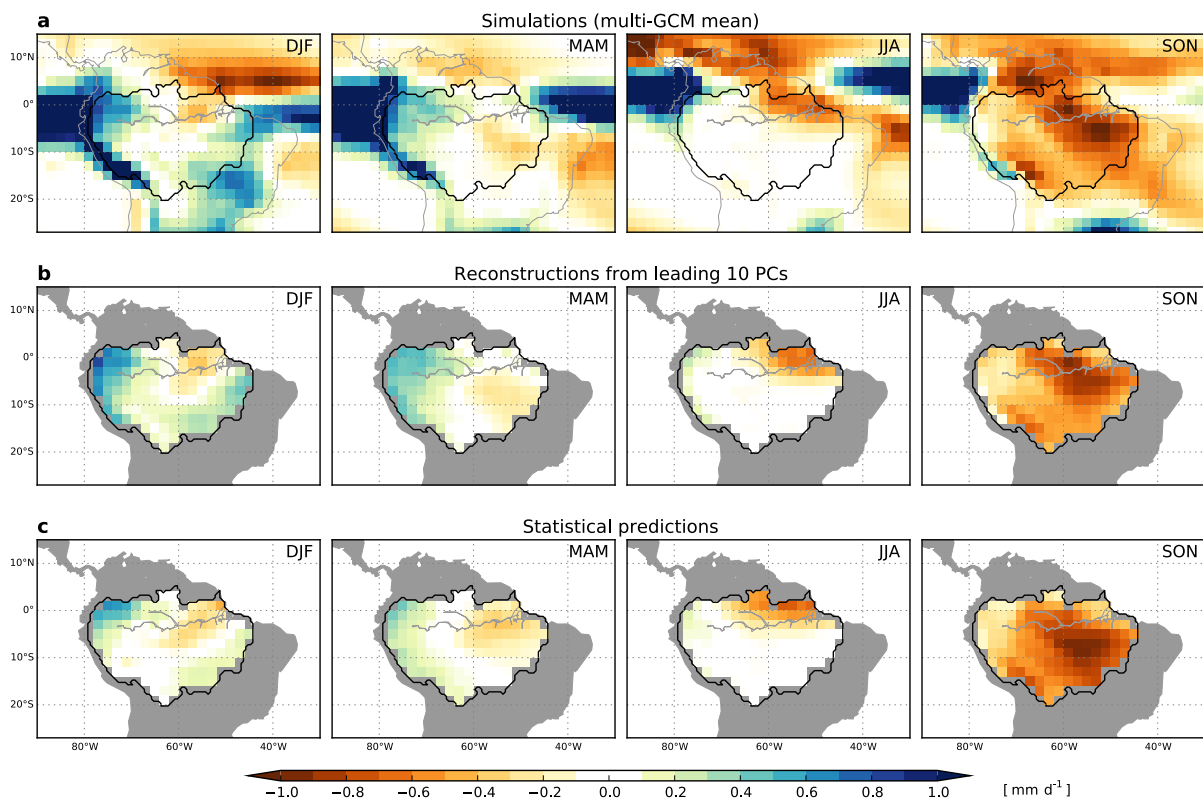 a Simulations (multi-GCM mean)
DJF MAM JJA SON
10°N
0°
10°S
20°S
b Reconstructions from leading 10 PCs
DJF MAM JJA SON
10°N
0°
10°S
20°S
c Statistical predictions
DJF MAM JJA SON
10°N
0°
10°S
20°S
80°W 60°W 40°W 80°W 60°W 40°W 80°W 60°W 40°W 80°W 60°W 40°W
−1.0 −0.8 −0.6 −0.4 −0.2 0.0 0.2 0.4 0.6 0.8 1.0 [ mm d⁻¹]